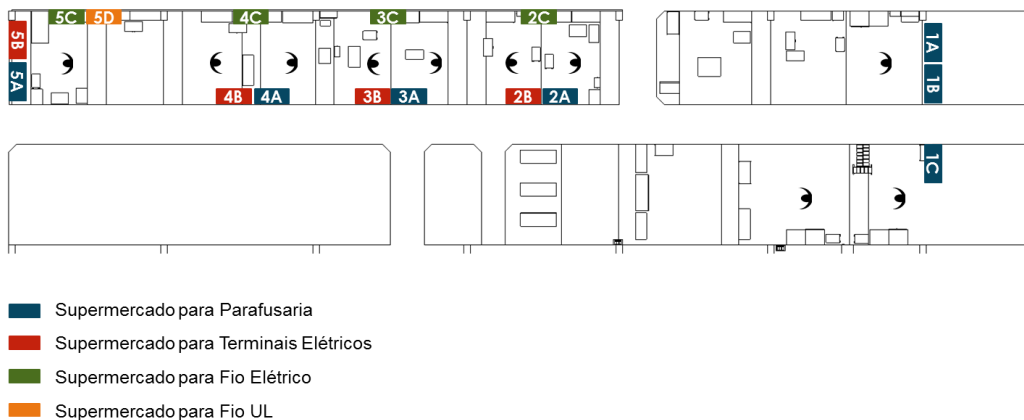 5C 5D 4C 3C 2C
5B
5A
4B 4A 3B 3A 2B 2A
1A
1B
1C
Supermercado para Parafusaria
Supermercado para Terminais Elétricos
Supermercado para Fio Elétrico
Supermercado para Fio UL